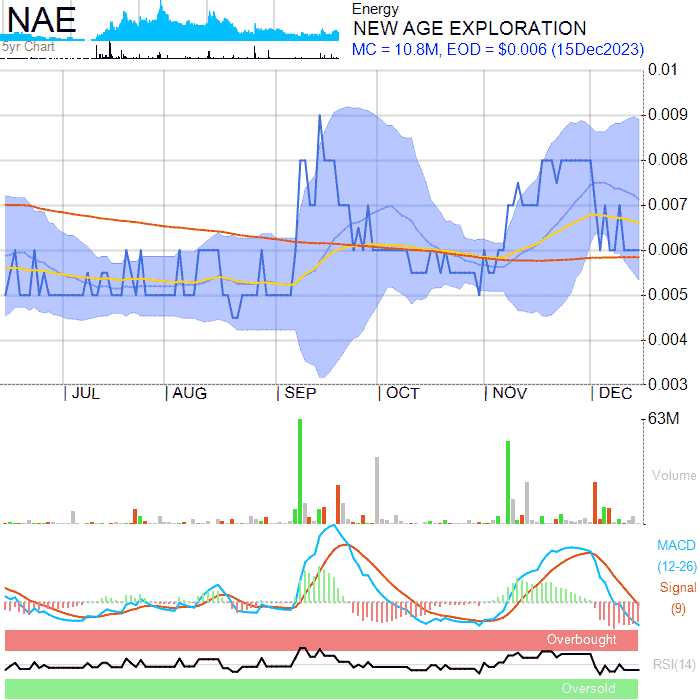 NAE
5yr Chart
Energy
NEW AGE EXPLORATION
MC = 10.8M, EOD = $0.006 (15Dec2023)
0.01
0.009
0.008
0.007
0.006
0.005
0.004
0.003
JUL AUG SEP OCT NOV DEC
63M
Volume
MACD
(12-26)
Signal
(9)
Overbought
RSI(14)
Oversold